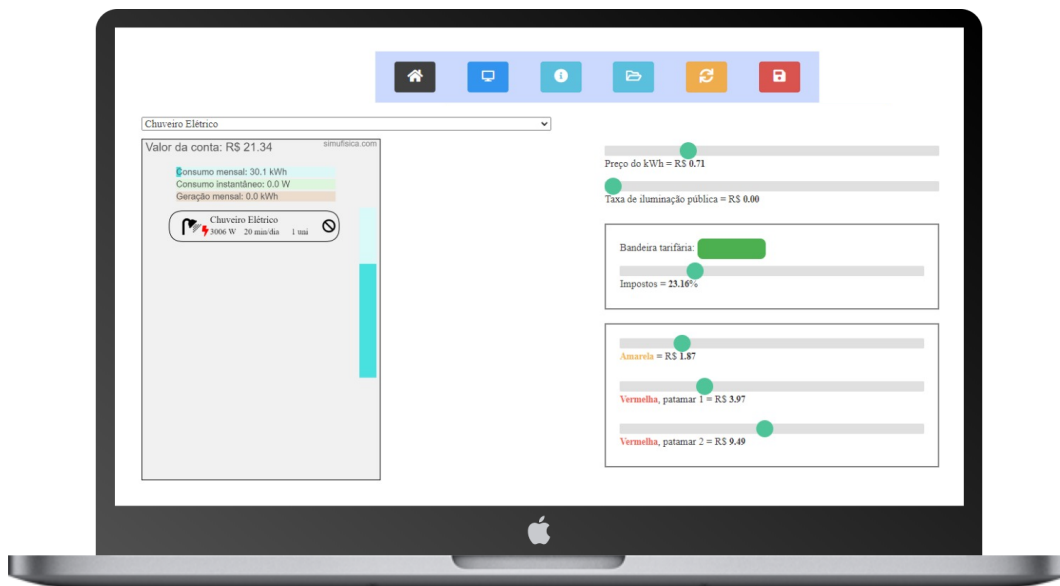 Chuveiro Elétrico
Valor da conta: R$ 21.34
simufisica.com
Consumo mensal: 30.1 kWh
Consumo instantâneo: 0.0 W
Geração mensal: 0.0 kWh
Chuveiro Elétrico
3006 W 20 min/dia 1 uni
Preço do kWh = R$ 0.71
Taxa de iluminação pública = R$ 0.00
Bandeira tarifária:
Impostos = 23.16%
Amarela = R$ 1.87
Vermelha, patamar 1 = R$ 3.97
Vermelha, patamar 2 = R$ 9.49